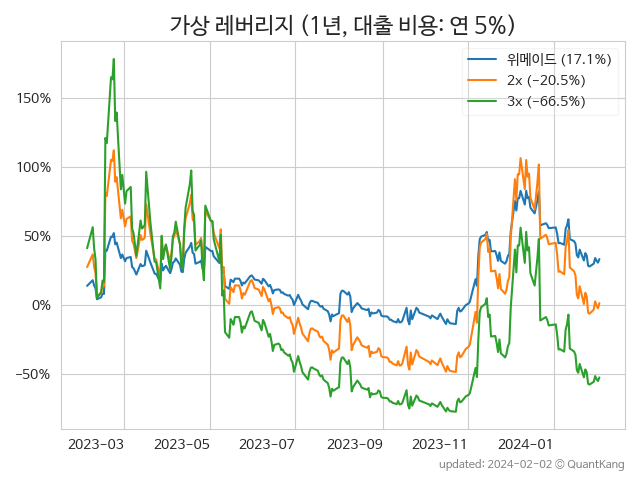 가상 레버리지 (1년, 대출 비용: 연 5%)
위메이드 (17.1%)
2x (−20.5%)
3x (−66.5%)
150%
100%
50%
0%
−50%
2023-03 2023-05 2023-07 2023-09 2023-11 2024-01
updated: 2024-02-02 © QuantKang